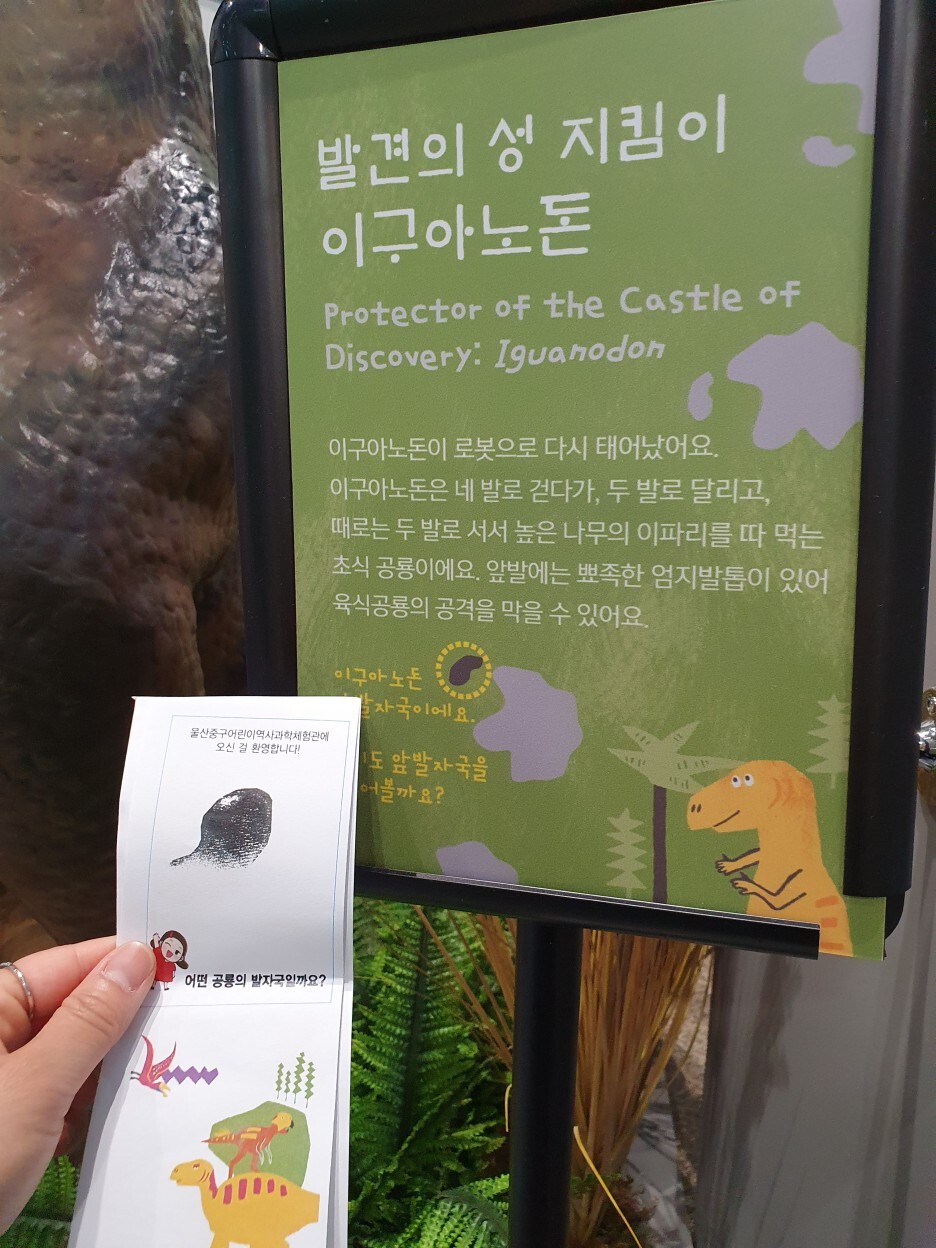 발견의 성 지킴이
이구아노돈
Protector of the Castle of
Discovery: Iguanodon
이구아노돈이 로봇으로 다시 태어났어요.
이구아노돈은 네 발로 걷다가, 두 발로 달리고,
때로는 두 발로 서서 높은 나무의 이파리를 따 먹는
초식 공룡이에요. 앞발에는 뾰족한 엄지발톱이 있어
육식공룡의 공격을 막을 수 있어요.
이구아노돈
발자국이에요.
앞발자국을
울산중구어린이역사과학체험관에
오신 걸 환영합니다!
어떤 공룡의 발자국일까요?